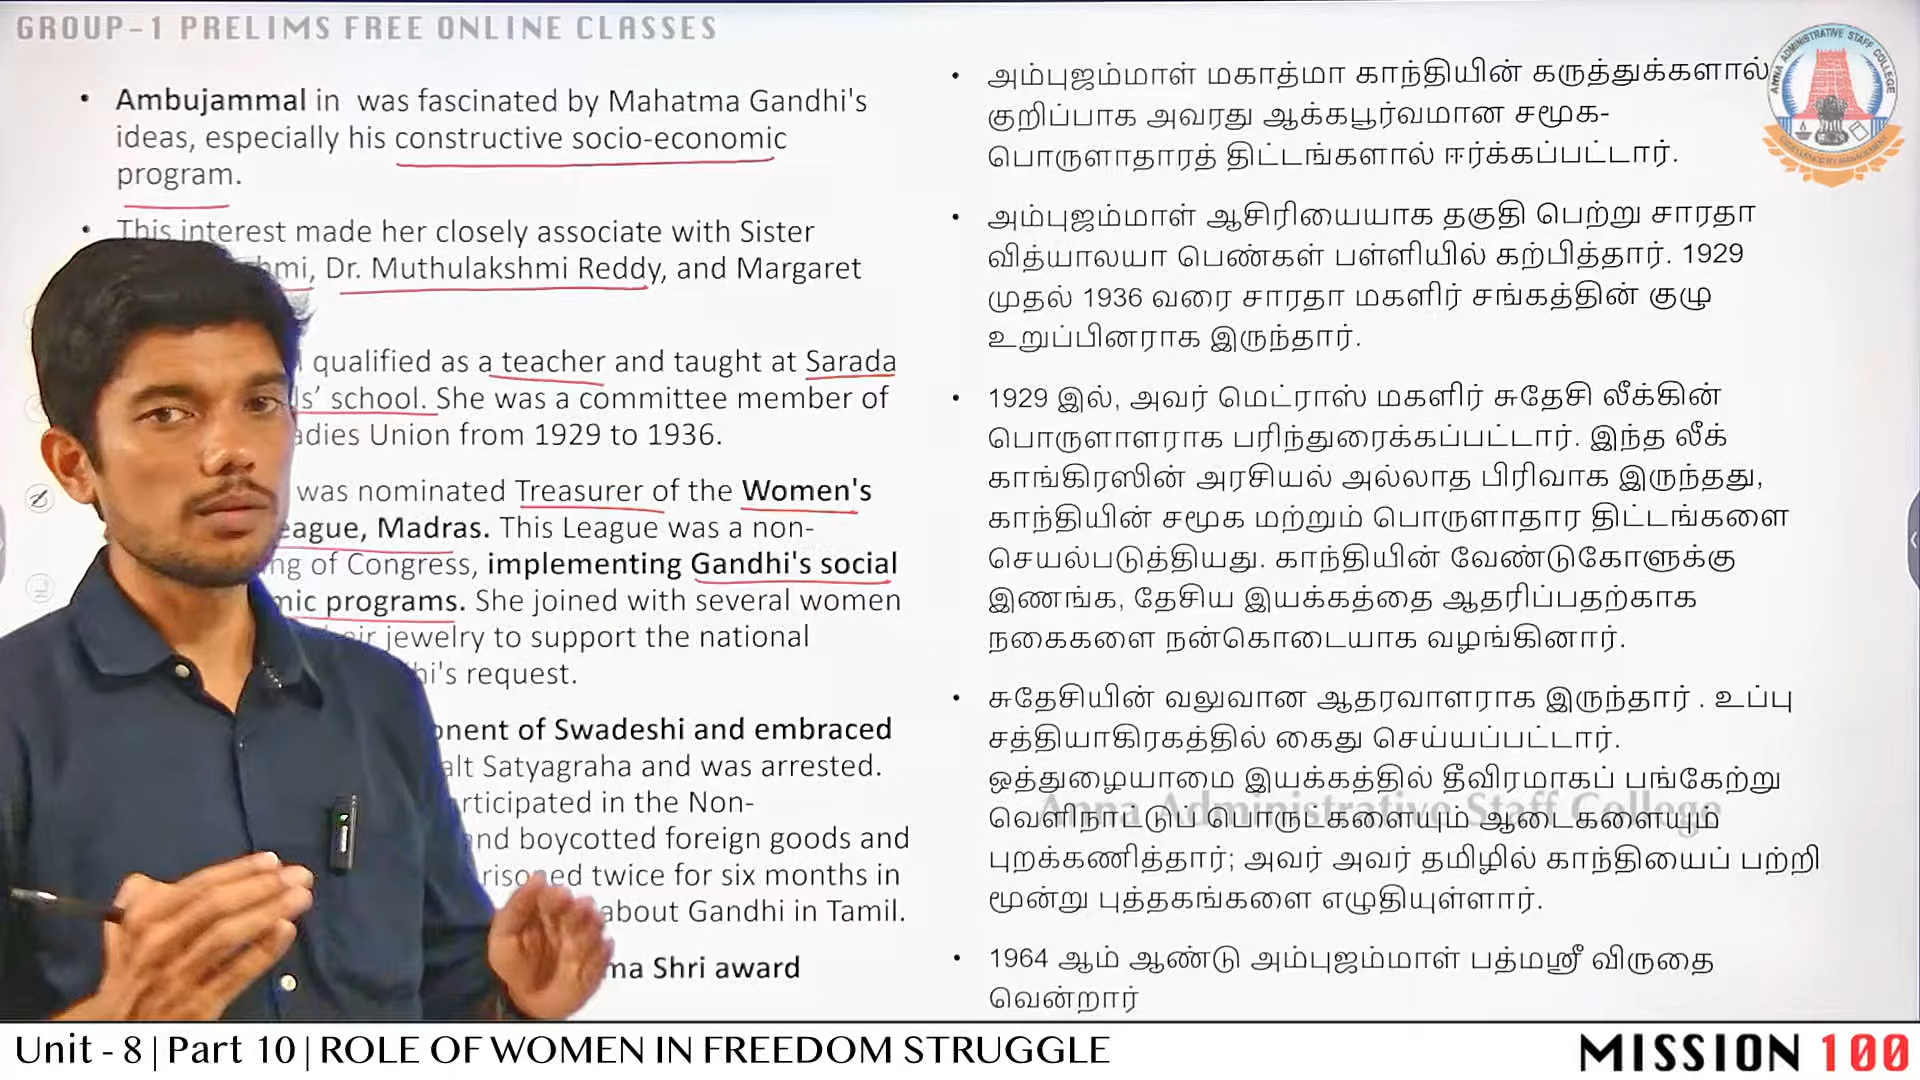 GROUP-1 PRELIMS FREE ONLINE CLASSES
• Ambujammal in was fascinated by Mahatma Gandhi's
ideas, especially his constructive socio-economic
program.
• This interest made her closely associate with Sister
Dr. Muthulakshmi Reddy, and Margaret
qualified as a teacher and taught at Sarada
school. She was a committee member of
Union from 1929 to 1936.
was nominated Treasurer of the Women's
Madras. This League was a non-
of Congress, implementing Gandhi's social
programs. She joined with several women
jewelry to support the national
request.
of Swadeshi and embraced
Satyagraha and was arrested.
in the Non-
boycotted foreign goods and
twice for six months in
about Gandhi in Tamil.
Shri award
• அம்புஜம்மாள் மகாத்மா காந்தியின் கருத்துக்களால்,
குறிப்பாக அவரது ஆக்கபூர்வமான சமூக-
பொருளாதாரத் திட்டங்களால் ஈர்க்கப்பட்டார்.
• அம்புஜம்மாள் ஆசிரியையாக தகுதி பெற்று சாரதா
வித்யாலயா பெண்கள் பள்ளியில் கற்பித்தார். 1929
முதல் 1936 வரை சாரதா மகளிர் சங்கத்தின் குழு
உறுப்பினராக இருந்தார்.
• 1929 இல், அவர் மெட்ராஸ் மகளிர் சுதேசி லீக்கின்
பொருளாளராக பரிந்துரைக்கப்பட்டார். இந்த லீக்
காங்கிரஸின் அரசியல் அல்லாத பிரிவாக இருந்தது,
காந்தியின் சமூக மற்றும் பொருளாதார திட்டங்களை
செயல்படுத்தியது. காந்தியின் வேண்டுகோளுக்கு
இணங்க, தேசிய இயக்கத்தை ஆதரிப்பதற்காக
நகைகளை நன்கொடையாக வழங்கினார்.
• சுதேசியின் வலுவான ஆதரவாளராக இருந்தார் . உப்பு
சத்தியாகிரகத்தில் கைது செய்யப்பட்டார்.
ஒத்துழையாமை இயக்கத்தில் தீவிரமாகப் பங்கேற்று
வெளிநாட்டுப் பொருட்களையும் ஆடைகளையும்
Anna Administrative Staff College
புறக்கணித்தார்; அவர் அவர் தமிழில் காந்தியைப் பற்றி
மூன்று புத்தகங்களை எழுதியுள்ளார்.
• 1964 ஆம் ஆண்டு அம்புஜம்மாள் பத்மஸ்ரீ விருதை
வென்றார்
ANNA ADMINISTRATIVE STAFF COLLEGE
EXCELLENCE BY MANAGEMENT
Unit - 8 | Part 10 | ROLE OF WOMEN IN FREEDOM STRUGGLE
MISSION 100